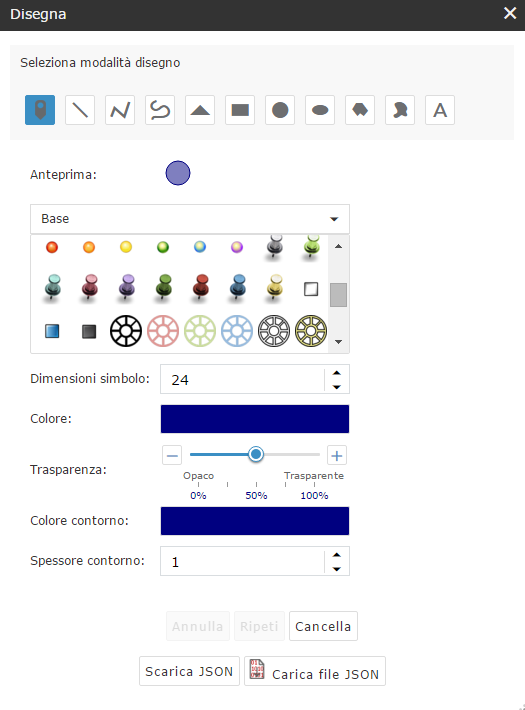 Disegna
Seleziona modalità disegno
A
Anteprima:
Base
Dimensioni simbolo: 24
Colore:
Trasparenza:
Opaco Trasparente
0% 50% 100%
Colore contorno:
Spessore contorno: 1
Annulla Ripeti Cancella
Scarica JSON Carica file JSON